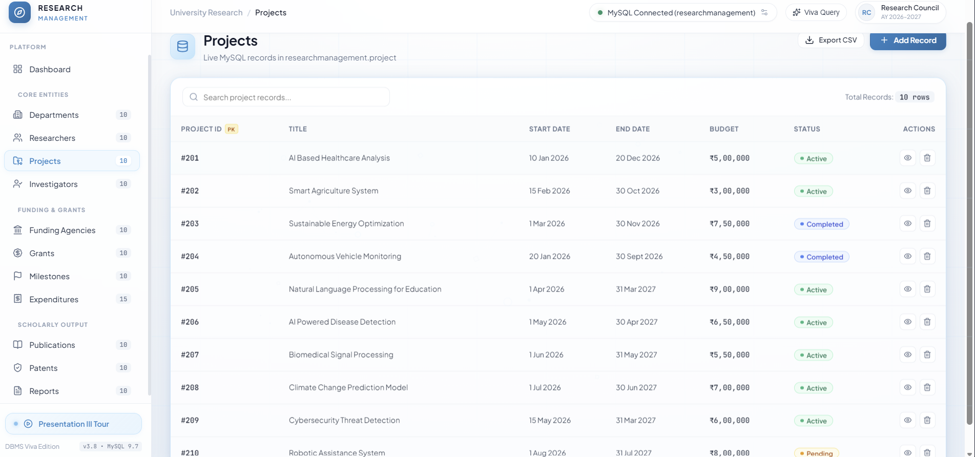 RESEARCH
MANAGEMENT
University Research / Projects
MySQL Connected (researchmanagement)
Viva Query
RC
Research Council
AY 2026-2027
PLATFORM
Dashboard
CORE ENTITIES
Departments 10
Researchers 10
Projects 10
Investigators 10
FUNDING & GRANTS
Funding Agencies 10
Grants 10
Milestones 10
Expenditures 15
SCHOLARLY OUTPUT
Publications 10
Patents 10
Reports 10
Presentation III Tour
DBMS Viva Edition v3.8 • MySQL 9.7
Projects
Live MySQL records in researchmanagement.project
Export CSV
+ Add Record
Search project records...
Total Records: 10 rows
PROJECT ID PK TITLE START DATE END DATE BUDGET STATUS ACTIONS
#201 AI Based Healthcare Analysis 10 Jan 2026 20 Dec 2026 ₹5,00,000 Active
#202 Smart Agriculture System 15 Feb 2026 30 Oct 2026 ₹3,00,000 Active
#203 Sustainable Energy Optimization 1 Mar 2026 30 Nov 2026 ₹7,50,000 Completed
#204 Autonomous Vehicle Monitoring 20 Jan 2026 30 Sept 2026 ₹4,50,000 Completed
#205 Natural Language Processing for Education 1 Apr 2026 31 Mar 2027 ₹9,00,000 Active
#206 AI Powered Disease Detection 1 May 2026 30 Apr 2027 ₹6,50,000 Active
#207 Biomedical Signal Processing 1 Jun 2026 31 May 2027 ₹5,50,000 Active
#208 Climate Change Prediction Model 1 Jul 2026 30 Jun 2027 ₹7,00,000 Active
#209 Cybersecurity Threat Detection 15 May 2026 31 Mar 2027 ₹6,00,000 Active
#210 Robotic Assistance System 1 Aug 2026 31 Jul 2027 ₹8,00,000 Pending